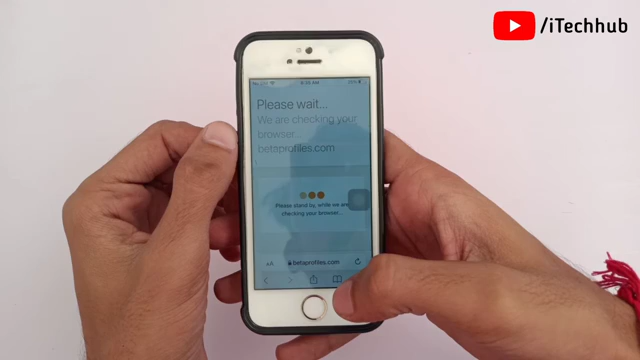 /iTechhub
Please wait...
We are checking your
browser...
betaprofiles.com
Please stand by, while we are
checking your browser...
AA
betaprofiles.com